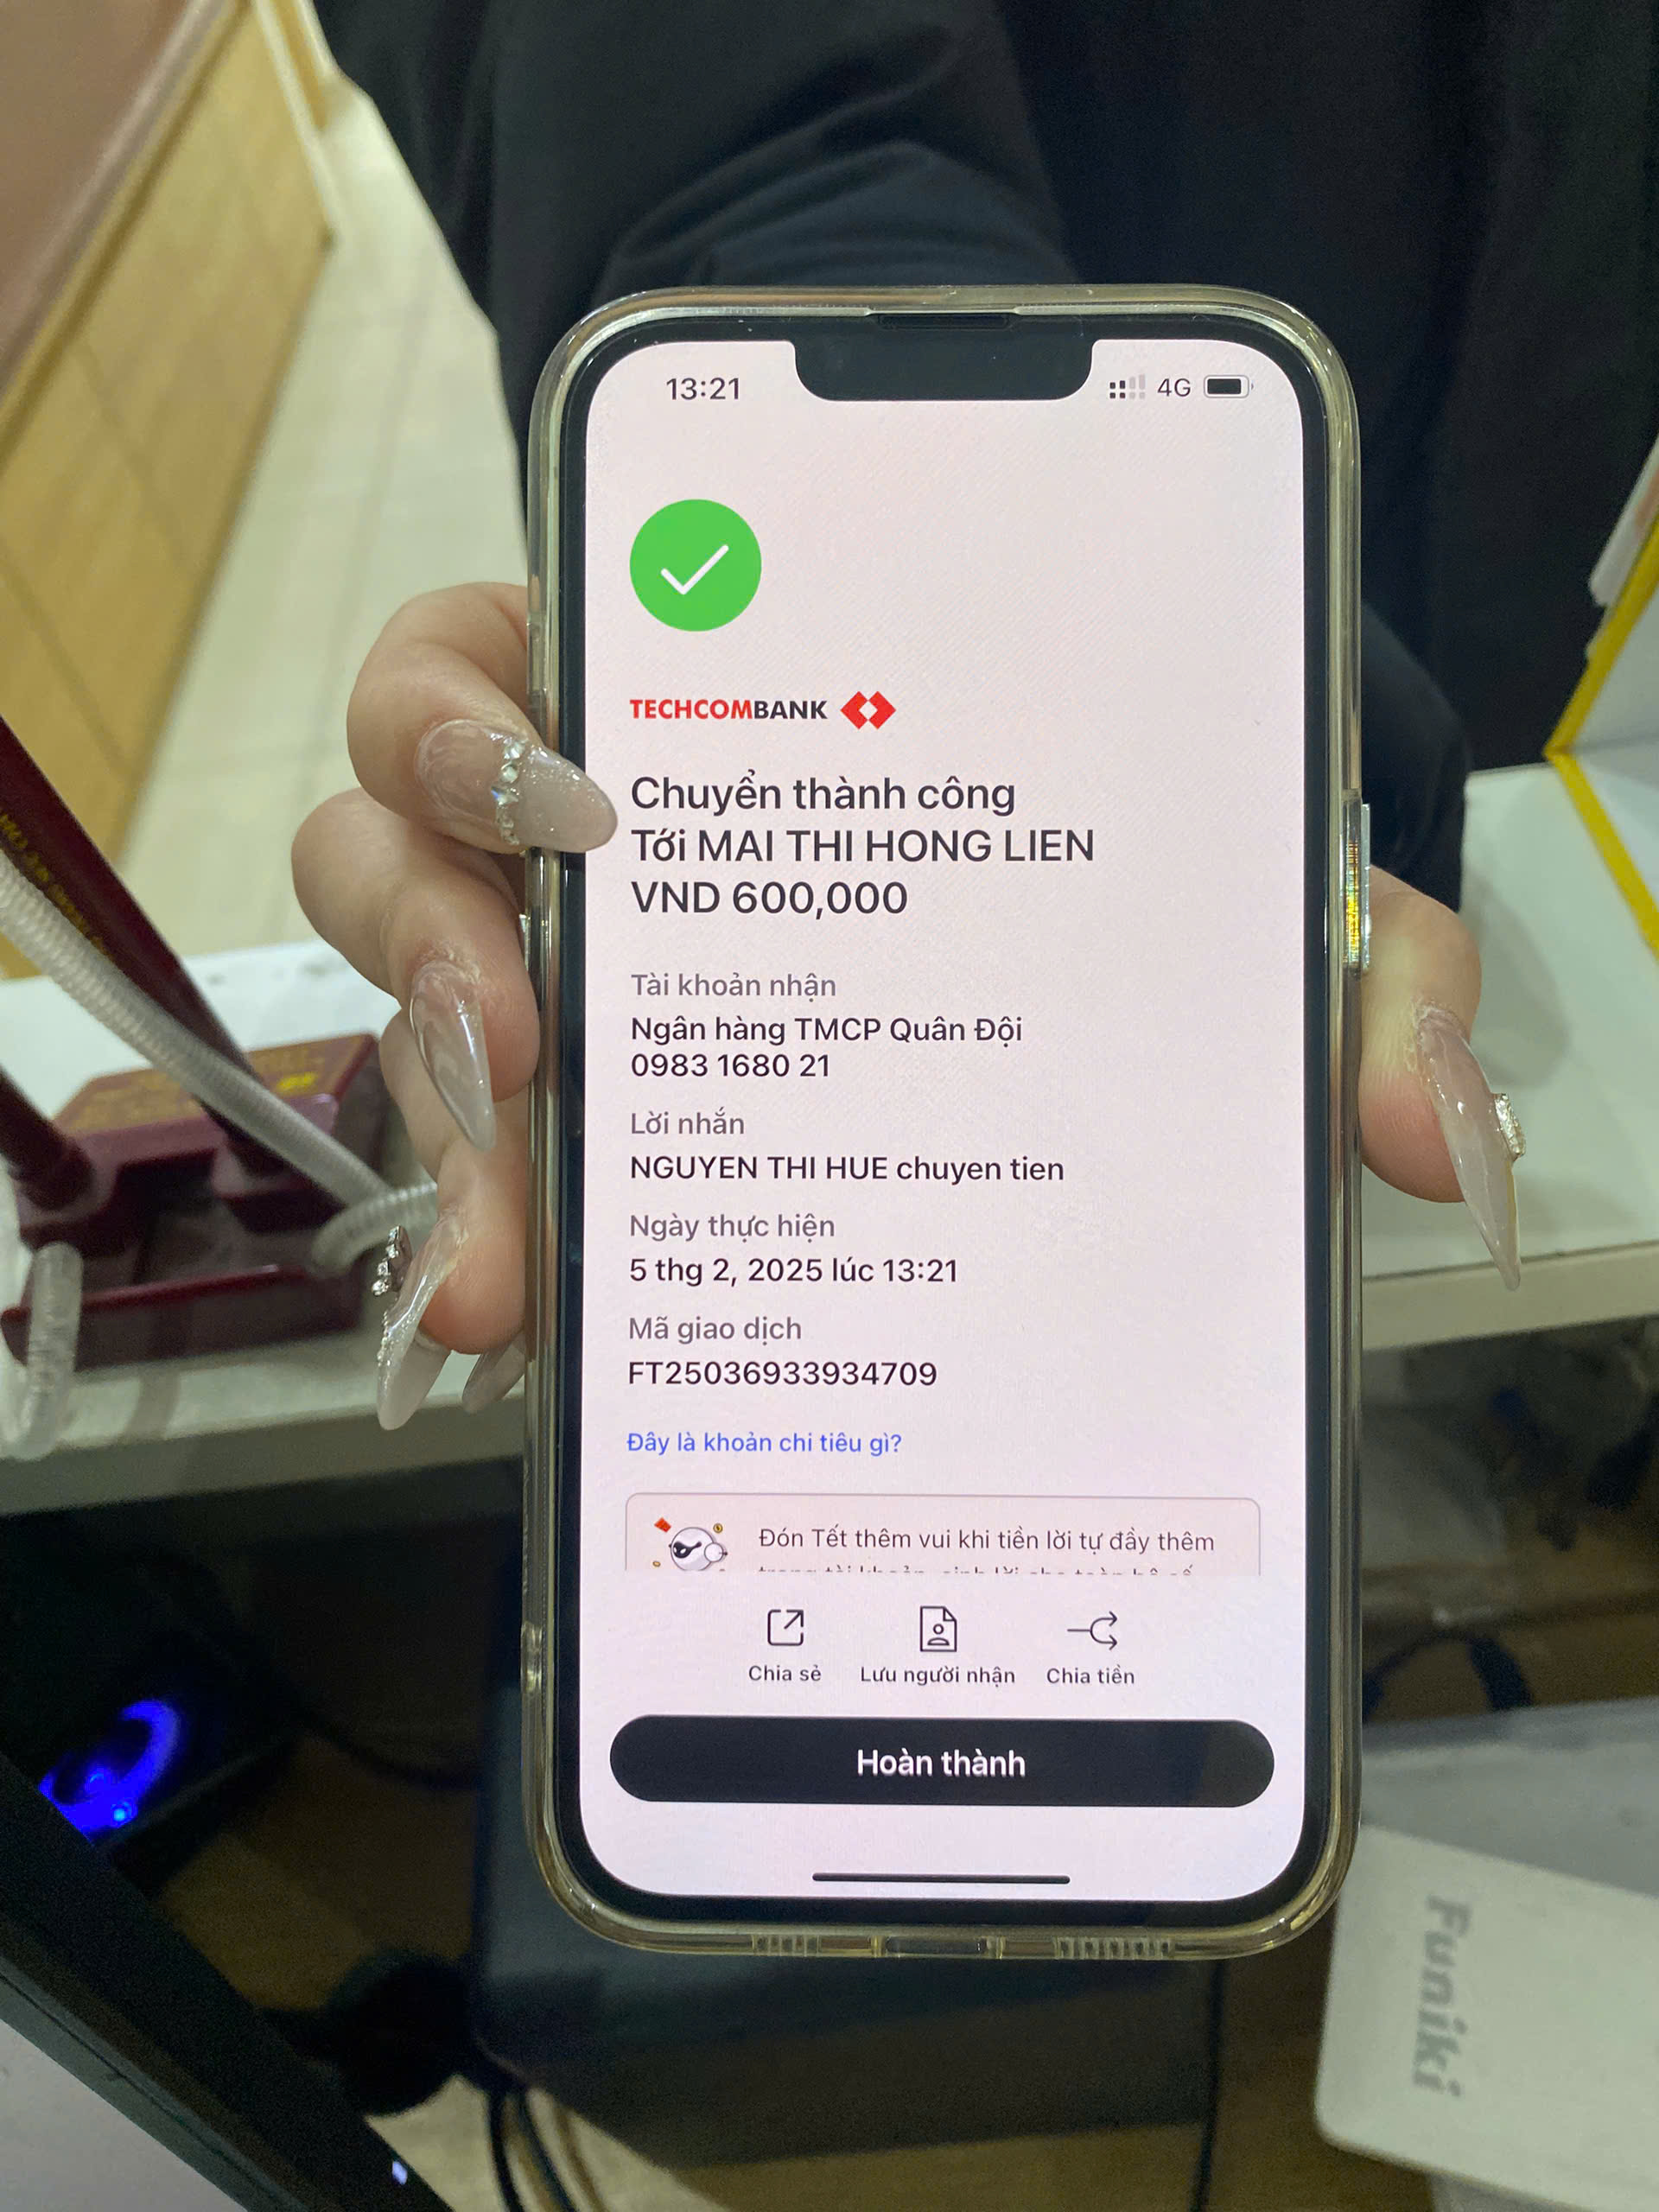 13:21
4G
TECHCOMBANK
Chuyển thành công
Tới MAI THI HONG LIEN
VND 600,000
Tài khoản nhận
Ngân hàng TMCP Quân Đội
0983 1680 21
Lời nhắn
NGUYEN THI HUE chuyen tien
Ngày thực hiện
5 thg 2, 2025 lúc 13:21
Mã giao dịch
FT25036933934709
Đây là khoản chi tiêu gì?
Đón Tết thêm vui khi tiền lời tự đầy thêm
Chia sẻ
Lưu người nhận
Chia tiền
Hoàn thành
Funiki